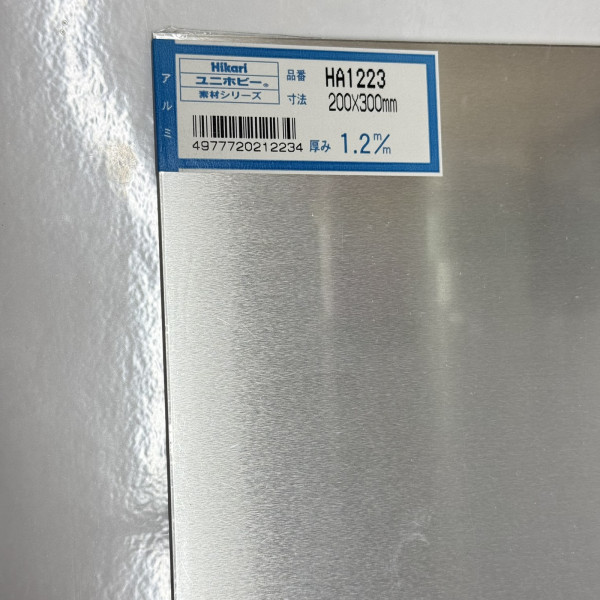 アルミ
Hikari
ユニホビー®
素材シリーズ
品番 HA1223
寸法 200X300mm
4977720212234
厚み 1.2m/m